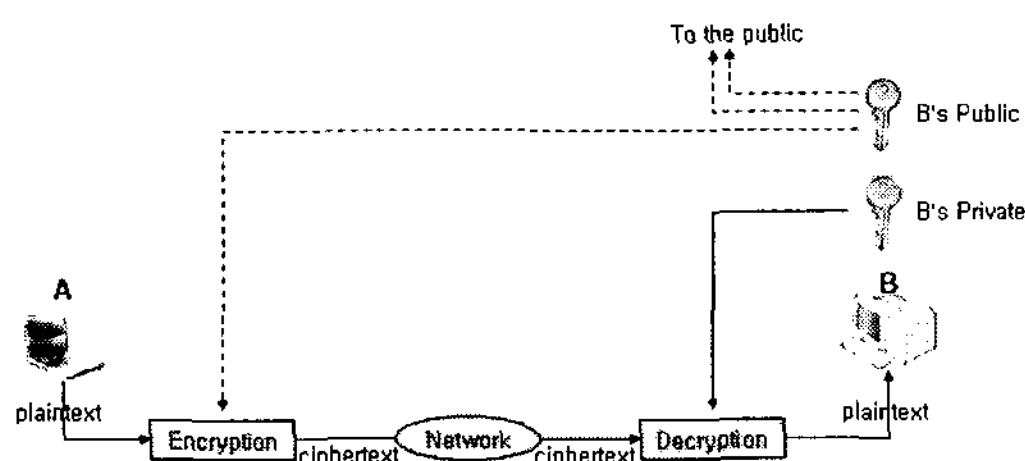 To the public
B's Public
B's Private
A
B
plaintext
plaintext
Encryption
ciphertext
Network
ciphertext
Decryption